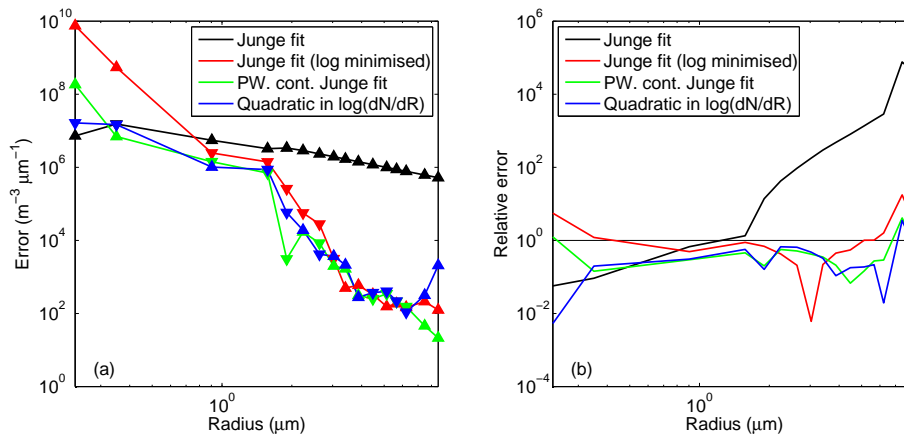 10^10
10^8
10^6
10^4
10^2
10^0
Error (m^−3 μm^−1)
Junge fit
Junge fit (log minimised)
PW. cont. Junge fit
Quadratic in log(dN/dR)
(a)
10^0
Radius (μm)
10^6
10^4
10^2
10^0
10^−2
10^−4
Relative error
Junge fit
Junge fit (log minimised)
PW. cont. Junge fit
Quadratic in log(dN/dR)
(b)
10^0
Radius (μm)